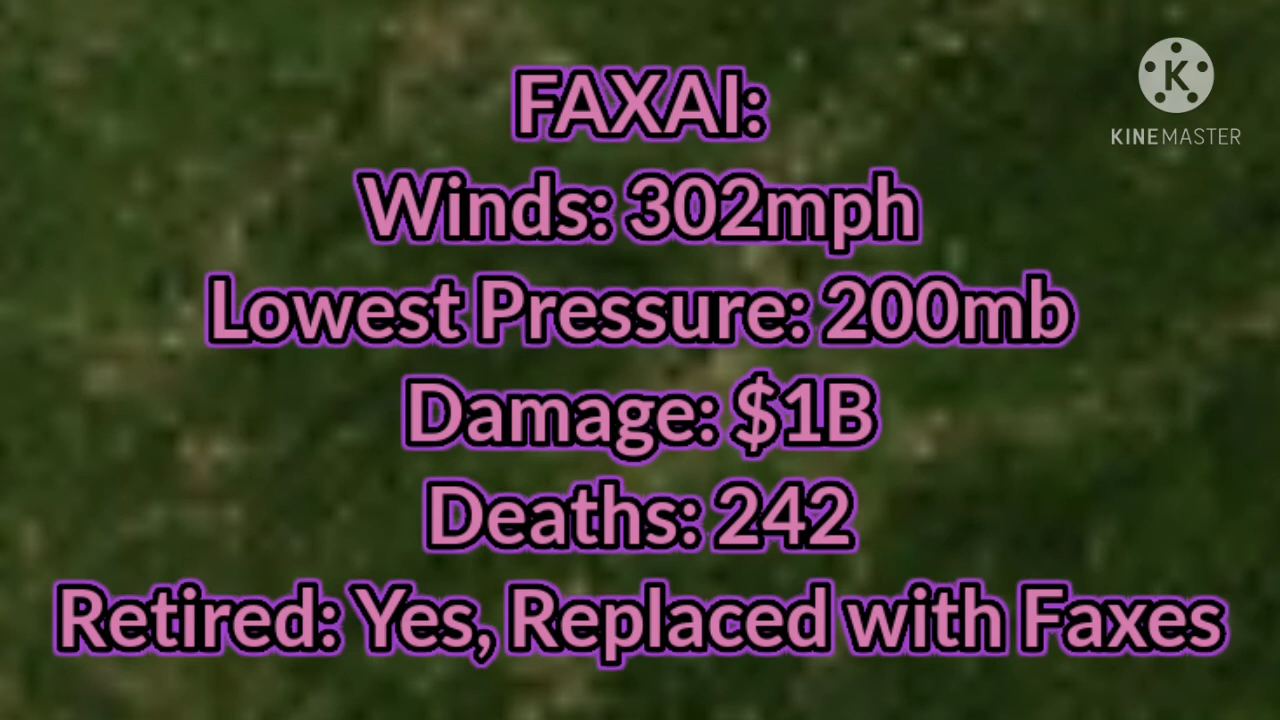 FAXAI:
Winds: 302mph
Lowest Pressure: 200mb
Damage: $1B
Deaths: 242
Retired: Yes, Replaced with Faxes
K
KINEMASTER